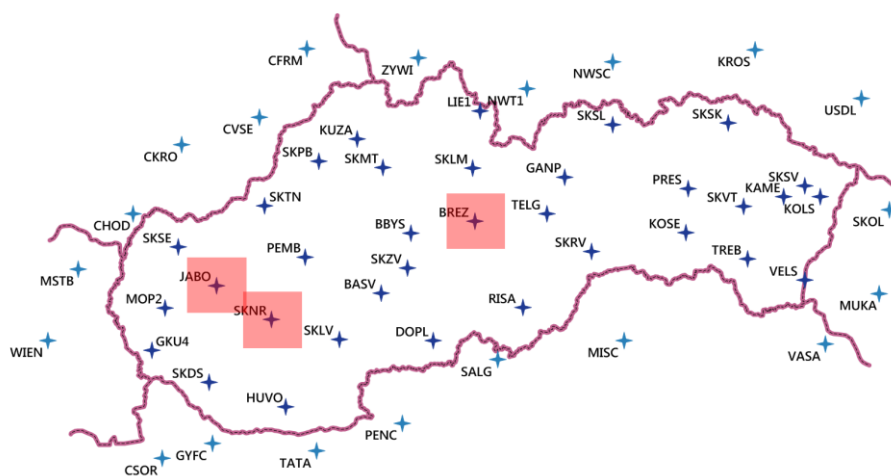 CFRM
KROS
ZYWI
NWSC
LIE1
NWT1
USDL
CVSE
SKSL
SKSK
KUZA
CKRO
SKPB
SKMT
SKLM
GANP
PRES
SKSV
KAME
SKVT
KOLS
SKTN
CHOD
BREZ
TELG
SKOL
BBYS
KOSE
SKSE
PEMB
SKRV
TREB
SKZV
MSTB
JABO
VELS
BASV
MUKA
MOP2
SKNR
RISA
WIEN
GKU4
SKLV
DOPL
MISC
VASA
SALG
SKDS
HUVO
PENC
GYFC
TATA
CSOR